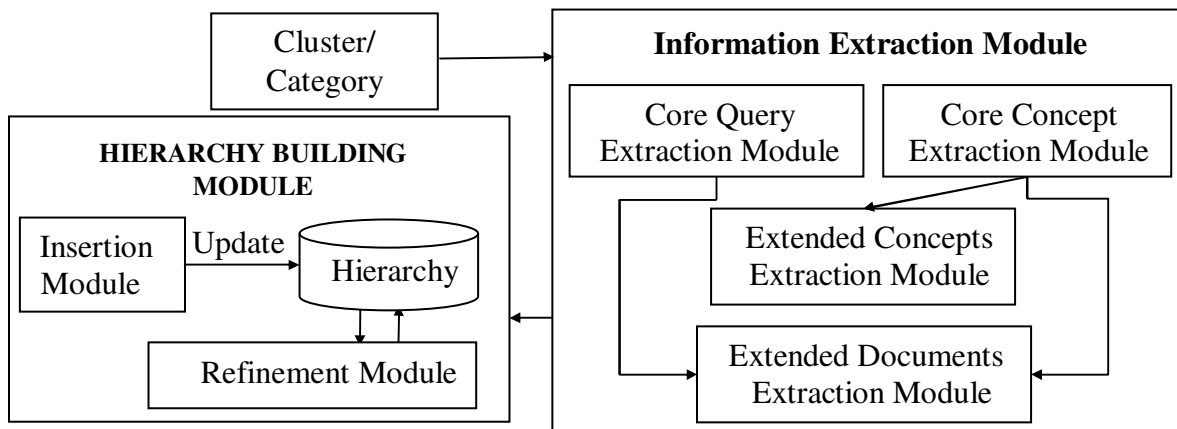 Cluster/
Category
Information Extraction Module
Core Query
Extraction Module
Core Concept
Extraction Module
Extended Concepts
Extraction Module
Extended Documents
Extraction Module
HIERARCHY BUILDING
MODULE
Insertion
Module
Update
Hierarchy
Refinement Module